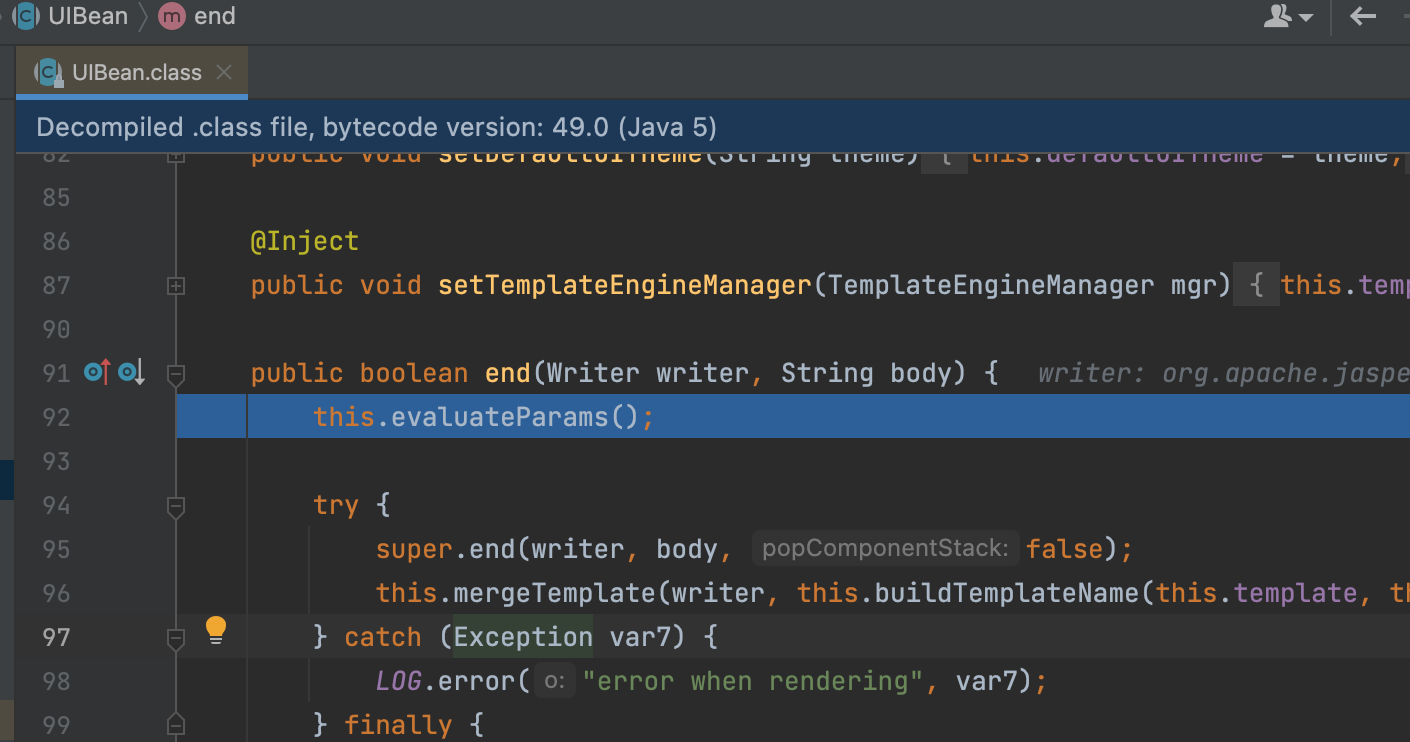 UIBean m end
UIBean.class
Decompiled .class file, bytecode version: 49.0 (Java 5)
82 public void setDefaultUITheme(String theme) { this.defaultUITheme = theme;
85
86 @Inject
87 public void setTemplateEngineManager(TemplateEngineManager mgr) { this.temp
90
91 public boolean end(Writer writer, String body) { writer: org.apache.jaspe
92 this.evaluateParams();
93
94 try {
95 super.end(writer, body, popComponentStack: false);
96 this.mergeTemplate(writer, this.buildTemplateName(this.template, th
97 } catch (Exception var7) {
98 LOG.error( o: "error when rendering", var7);
99 } finally {